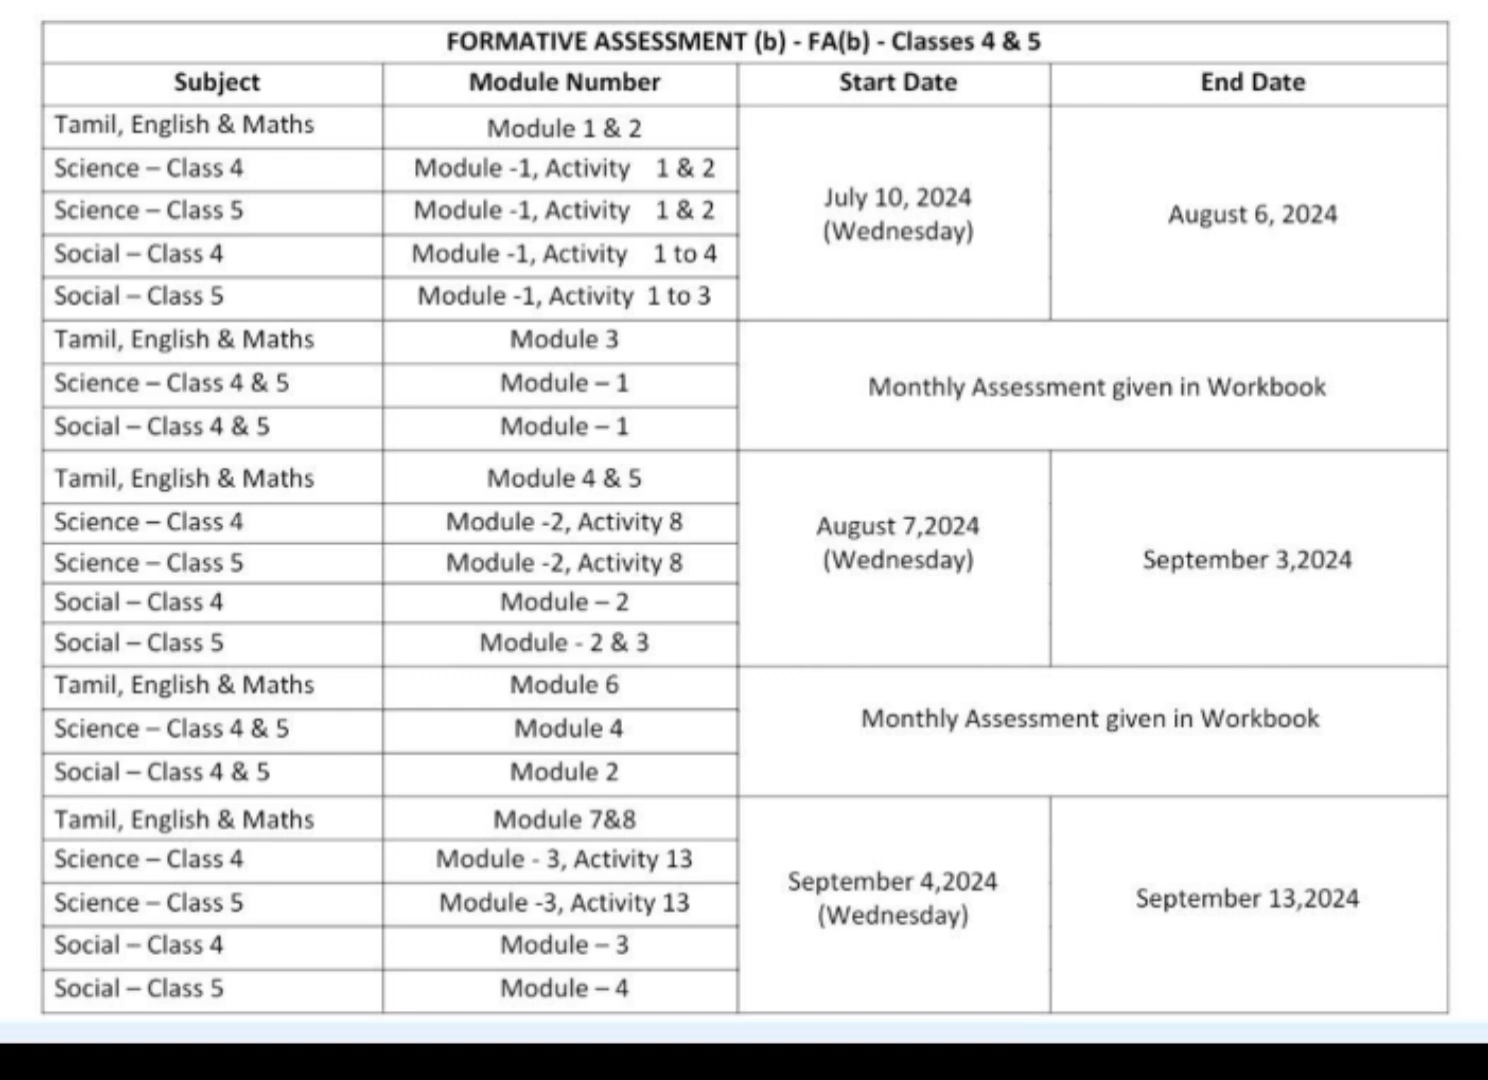 FORMATIVE ASSESSMENT (b) - FA(b) - Classes 4 & 5
Subject Module Number Start Date End Date
Tamil, English & Maths Module 1 & 2
Science – Class 4 Module -1, Activity 1 & 2
Science – Class 5 Module -1, Activity 1 & 2
Social – Class 4 Module -1, Activity 1 to 4
Social – Class 5 Module -1, Activity 1 to 3
July 10, 2024
(Wednesday)
August 6, 2024
Tamil, English & Maths Module 3
Science – Class 4 & 5 Module – 1
Social – Class 4 & 5 Module – 1
Monthly Assessment given in Workbook
Tamil, English & Maths Module 4 & 5
Science – Class 4 Module -2, Activity 8
Science – Class 5 Module -2, Activity 8
Social – Class 4 Module – 2
Social – Class 5 Module - 2 & 3
August 7,2024
(Wednesday)
September 3,2024
Tamil, English & Maths Module 6
Science – Class 4 & 5 Module 4
Social – Class 4 & 5 Module 2
Monthly Assessment given in Workbook
Tamil, English & Maths Module 7&8
Science – Class 4 Module - 3, Activity 13
Science – Class 5 Module -3, Activity 13
Social – Class 4 Module – 3
Social – Class 5 Module – 4
September 4,2024
(Wednesday)
September 13,2024